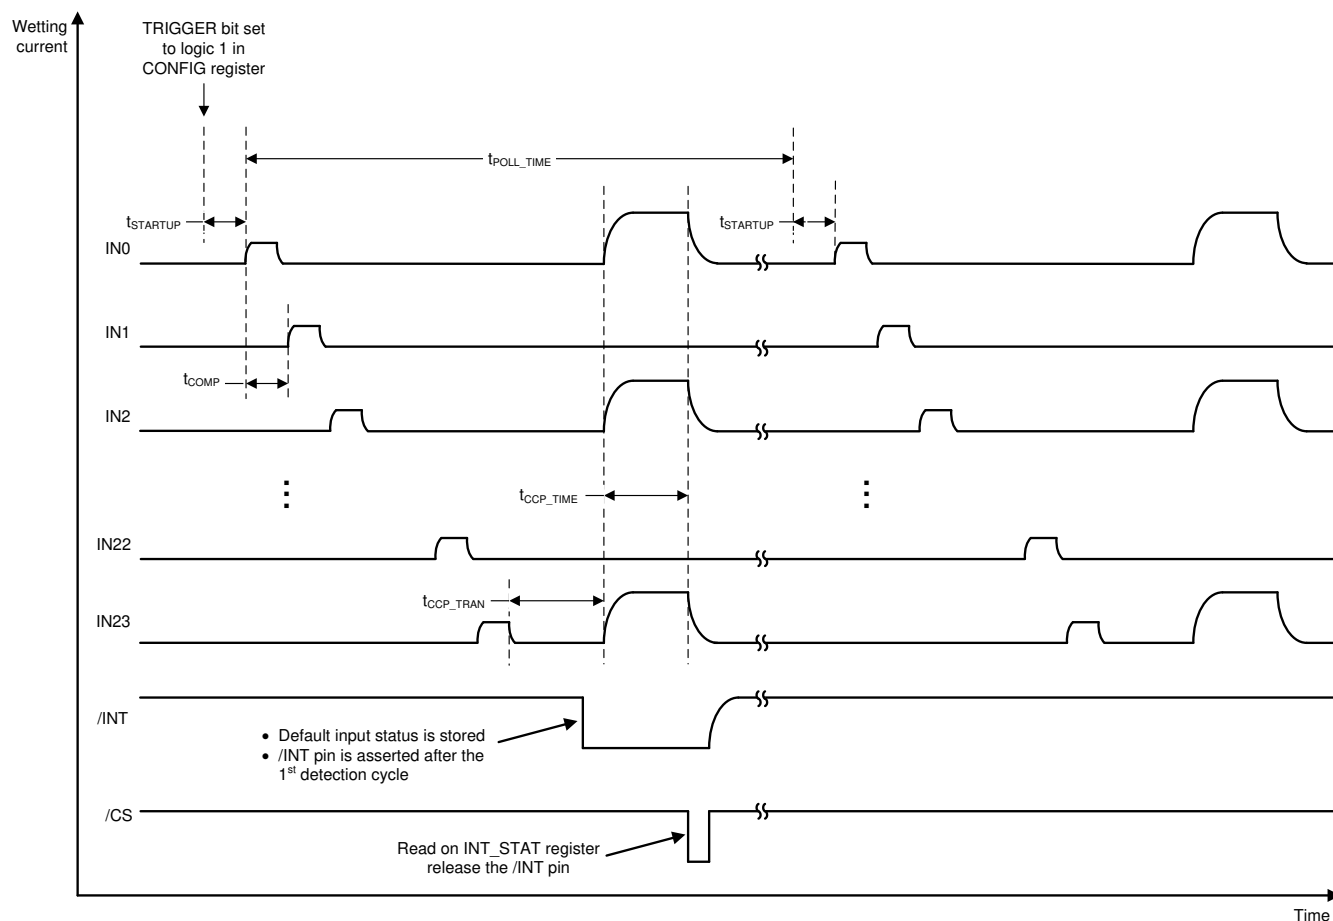 Wetting
current
TRIGGER bit set
to logic 1 in
CONFIG register
tPOLL_TIME
tSTARTUP
tSTARTUP
IN0
IN1
tCOMP
IN2
tCCP_TIME
IN22
tCCP_TRAN
IN23
/INT
• Default input status is stored
• /INT pin is asserted after the
1st detection cycle
/CS
Read on INT_STAT register
release the /INT pin
Time